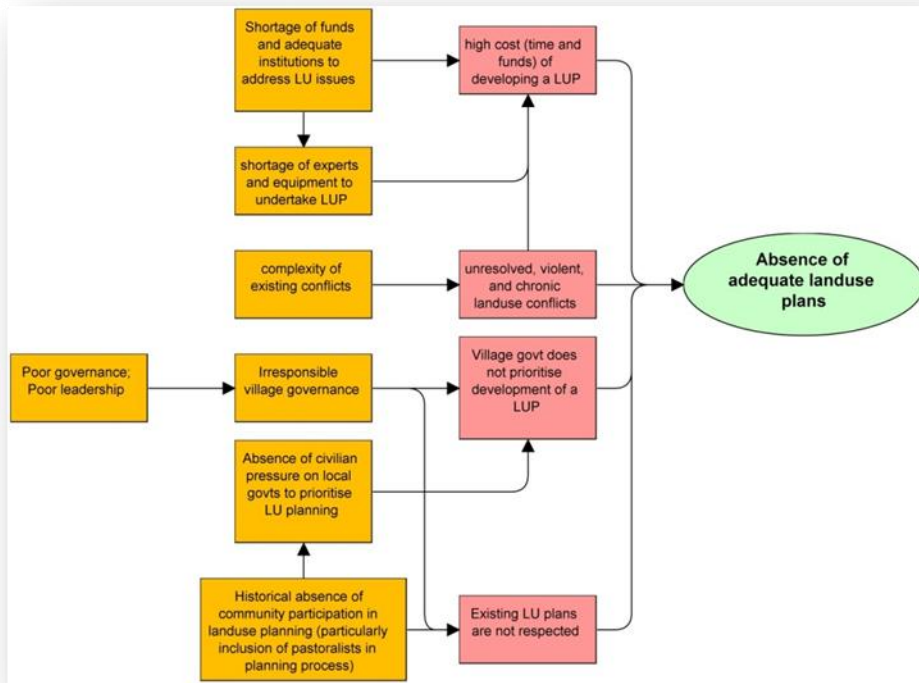 Shortage of funds
and adequate
institutions to
address LU issues
high cost (time and
funds) of
developing a LUP
shortage of experts
and equipment to
undertake LUP
complexity of
existing conflicts
unresolved, violent,
and chronic
landuse conflicts
Absence of
adequate landuse
plans
Poor governance;
Poor leadership
Irresponsible
village governance
Village govt does
not prioritise
development of a
LUP
Absence of civilian
pressure on local
govts to prioritise
LU planning
Historical absence of
community participation in
landuse planning (particularly
inclusion of pastoralists in
planning process)
Existing LU plans
are not respected